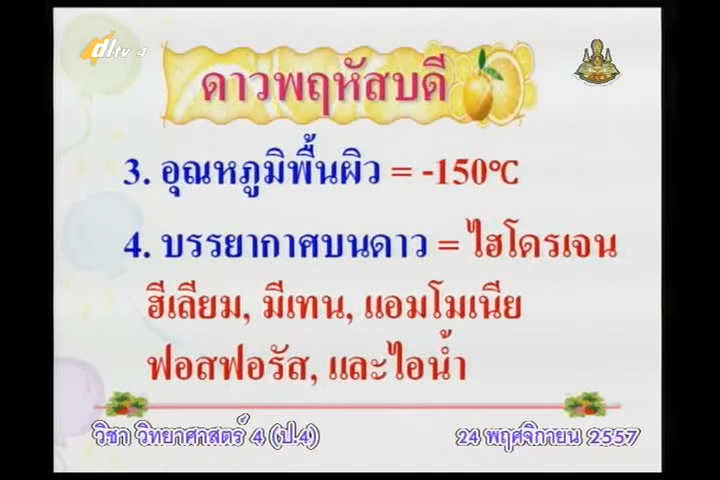 dltv 4
ดาวพฤหัสบดี
3. อุณหภูมิพื้นผิว = -150°C
4. บรรยากาศบนดาว = ไฮโดรเจน
ฮีเลียม, มีเทน, แอมโมเนีย
ฟอสฟอรัส, และไอน้ำ
วิชา วิทยาศาสตร์ 4 (ป.4)
24 พฤศจิกายน 2557